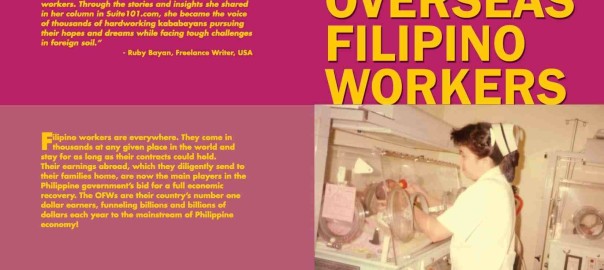 workers. Through the stories and insights she shared
in her column in Suite101.com, she became the voice
of thousands of hardworking kababayans pursuing
their hopes and dreams while facing tough challenges
in foreign soil."
- Ruby Bayan, Freelance Writer, USA
OVERSEAS
FILIPINO
WORKERS
Filipino workers are everywhere. They come in
thousands at any given place in the world and
stay for as long as their contracts could hold.
Their earnings abroad, which they diligently send to
their families home, are now the main players in the
Philippine government's bid for a full economic
recovery. The OFWs are their country's number one
dollar earners, funneling billions and billions of
dollars each year to the mainstream of Philippine
economy!